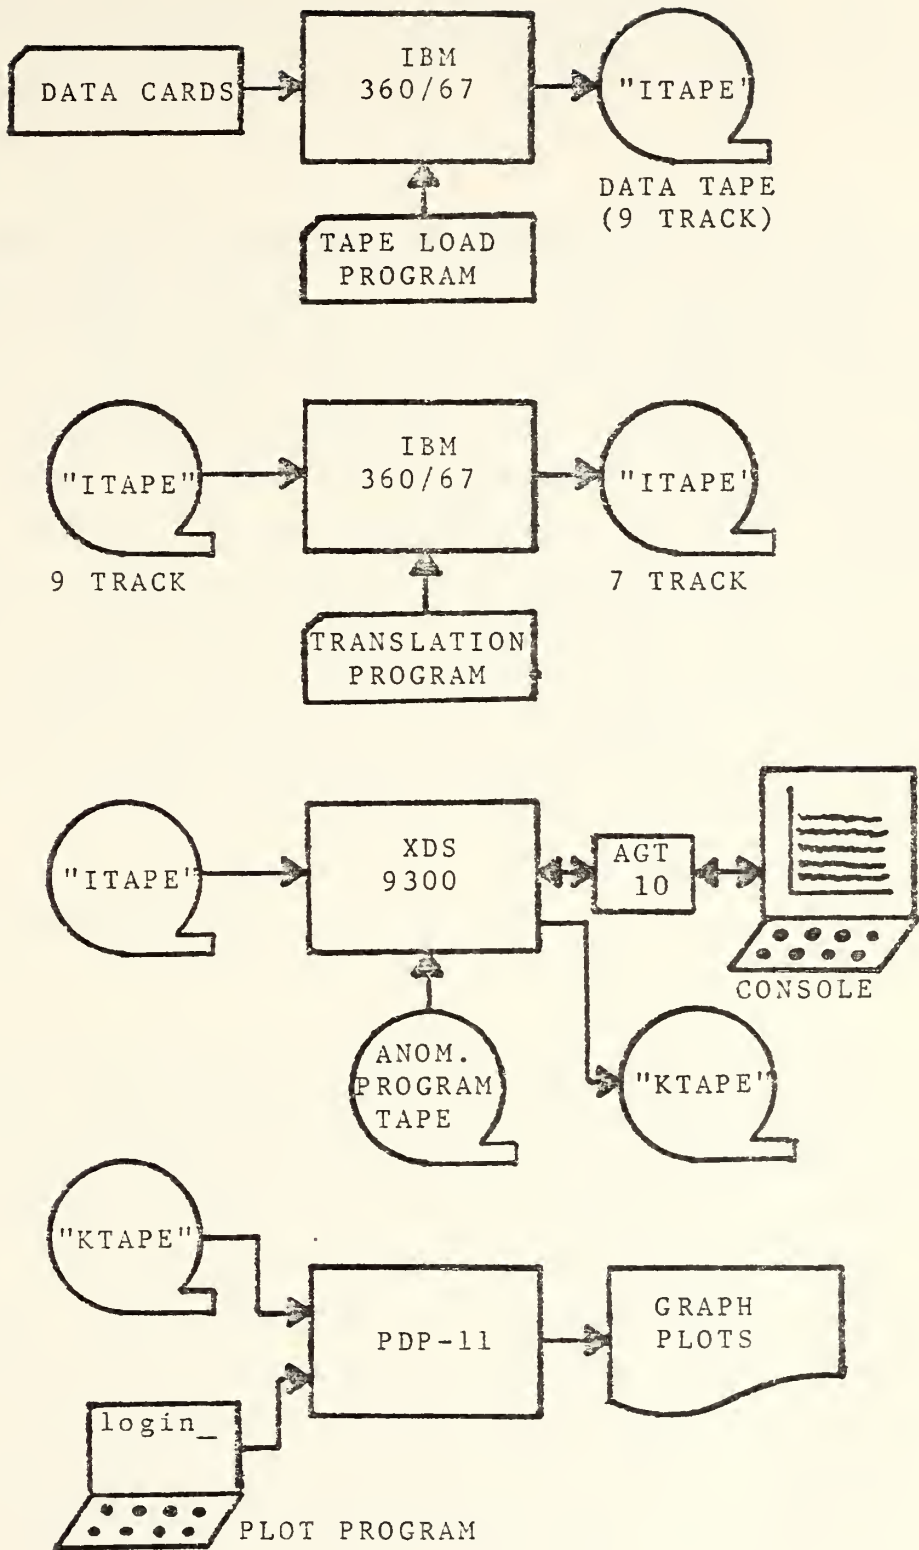 DATA CARDS
IBM
360/67
"ITAPE"
DATA TAPE
(9 TRACK)
TAPE LOAD
PROGRAM
"ITAPE"
9 TRACK
IBM
360/67
"ITAPE"
7 TRACK
TRANSLATION
PROGRAM
"ITAPE"
XDS
9300
AGT
10
CONSOLE
ANOM.
PROGRAM
TAPE
"KTAPE"
"KTAPE"
PDP-11
GRAPH
PLOTS
login_
PLOT PROGRAM